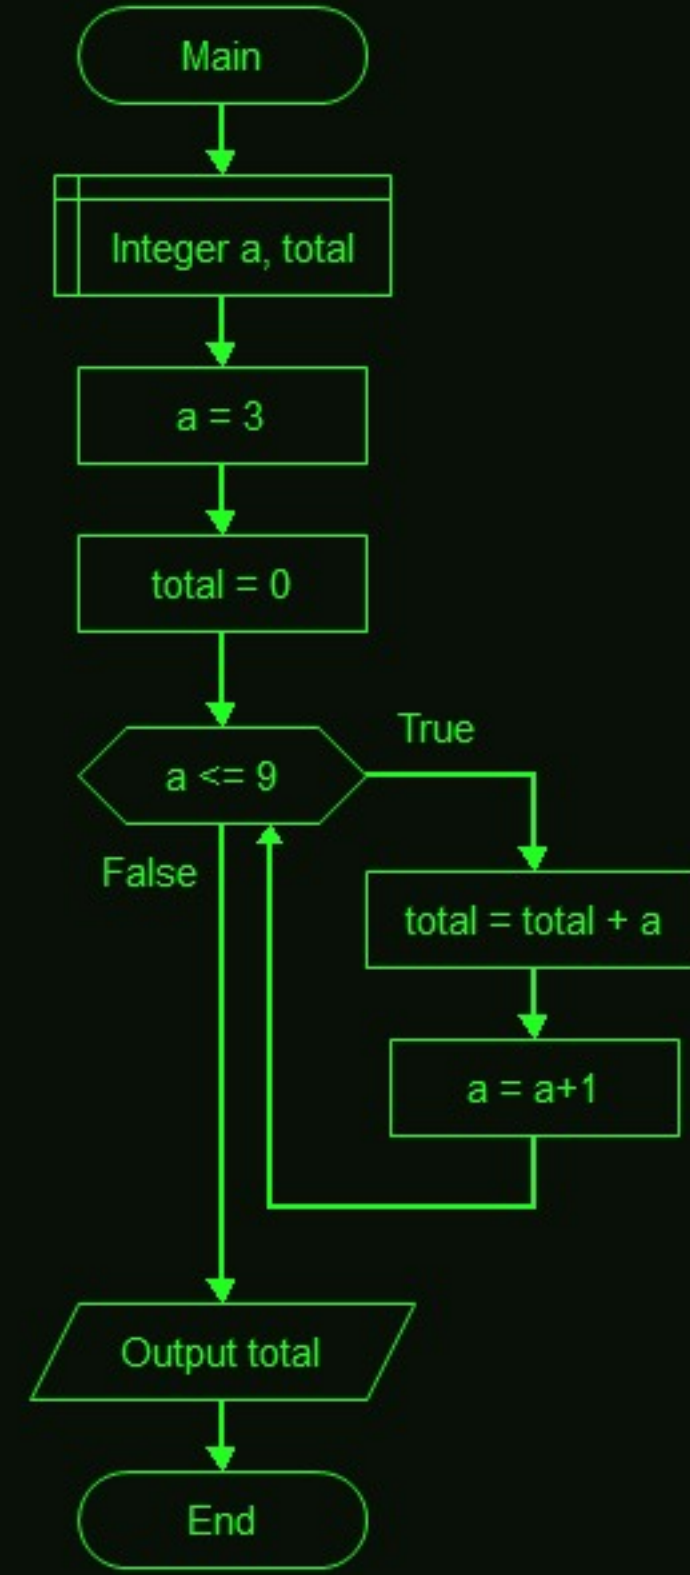 Main
Integer a, total
a = 3
total = 0
a <= 9
True
False
total = total + a
a = a+1
Output total
End